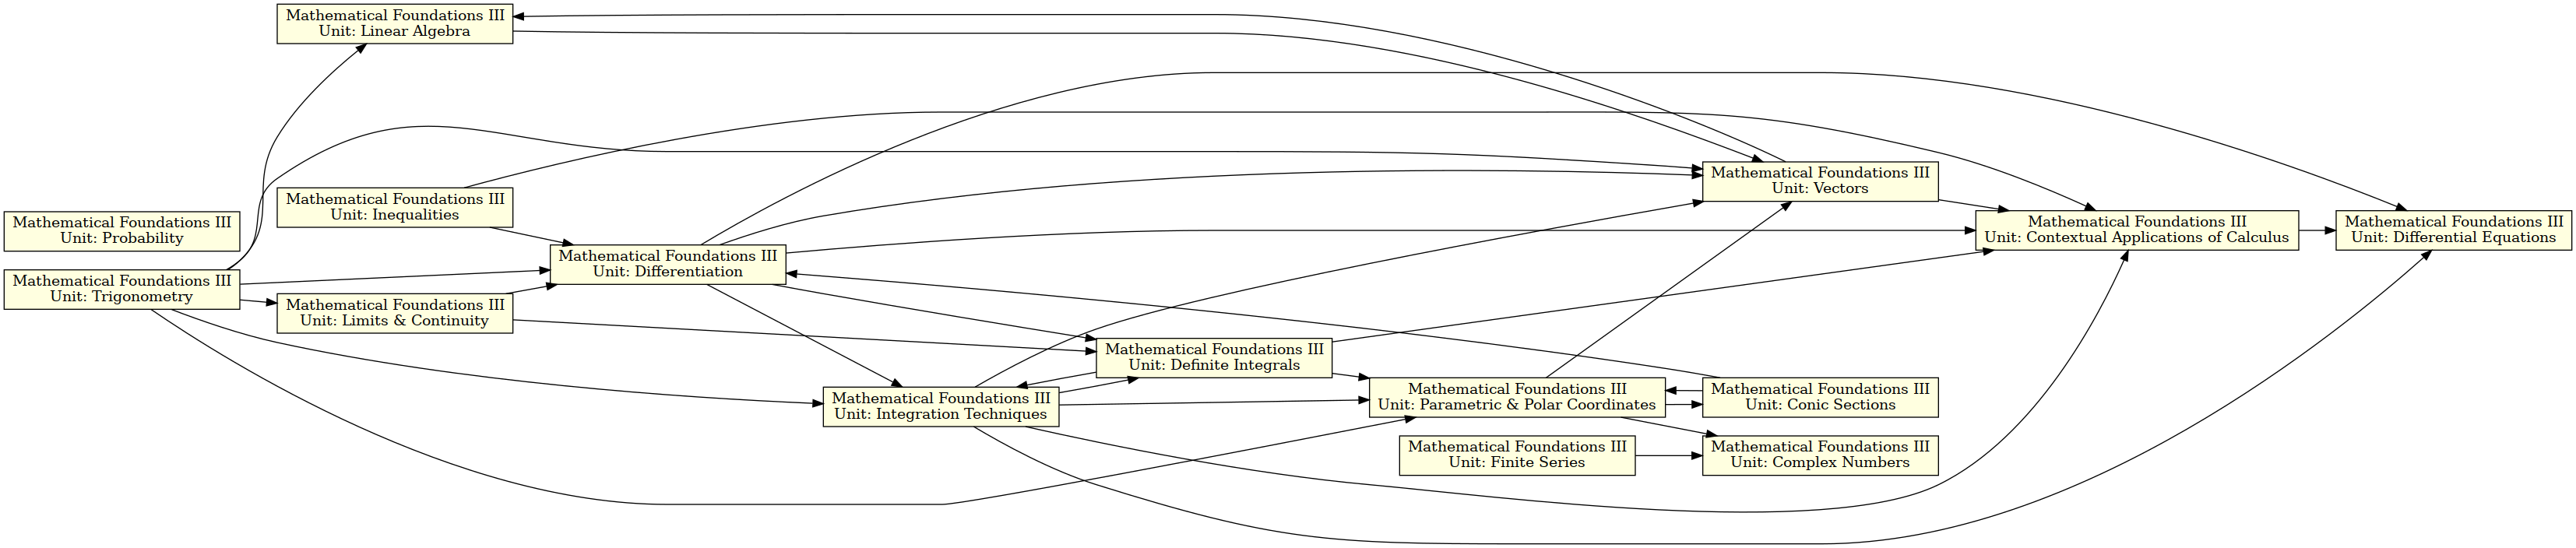 Mathematical Foundations III
Unit: Linear Algebra
Mathematical Foundations III
Unit: Vectors
Mathematical Foundations III
Unit: Inequalities
Mathematical Foundations III
Unit: Probability
Mathematical Foundations III
Unit: Contextual Applications of Calculus
Mathematical Foundations III
Unit: Differential Equations
Mathematical Foundations III
Unit: Differentiation
Mathematical Foundations III
Unit: Trigonometry
Mathematical Foundations III
Unit: Limits & Continuity
Mathematical Foundations III
Unit: Definite Integrals
Mathematical Foundations III
Unit: Integration Techniques
Mathematical Foundations III
Unit: Parametric & Polar Coordinates
Mathematical Foundations III
Unit: Conic Sections
Mathematical Foundations III
Unit: Finite Series
Mathematical Foundations III
Unit: Complex Numbers